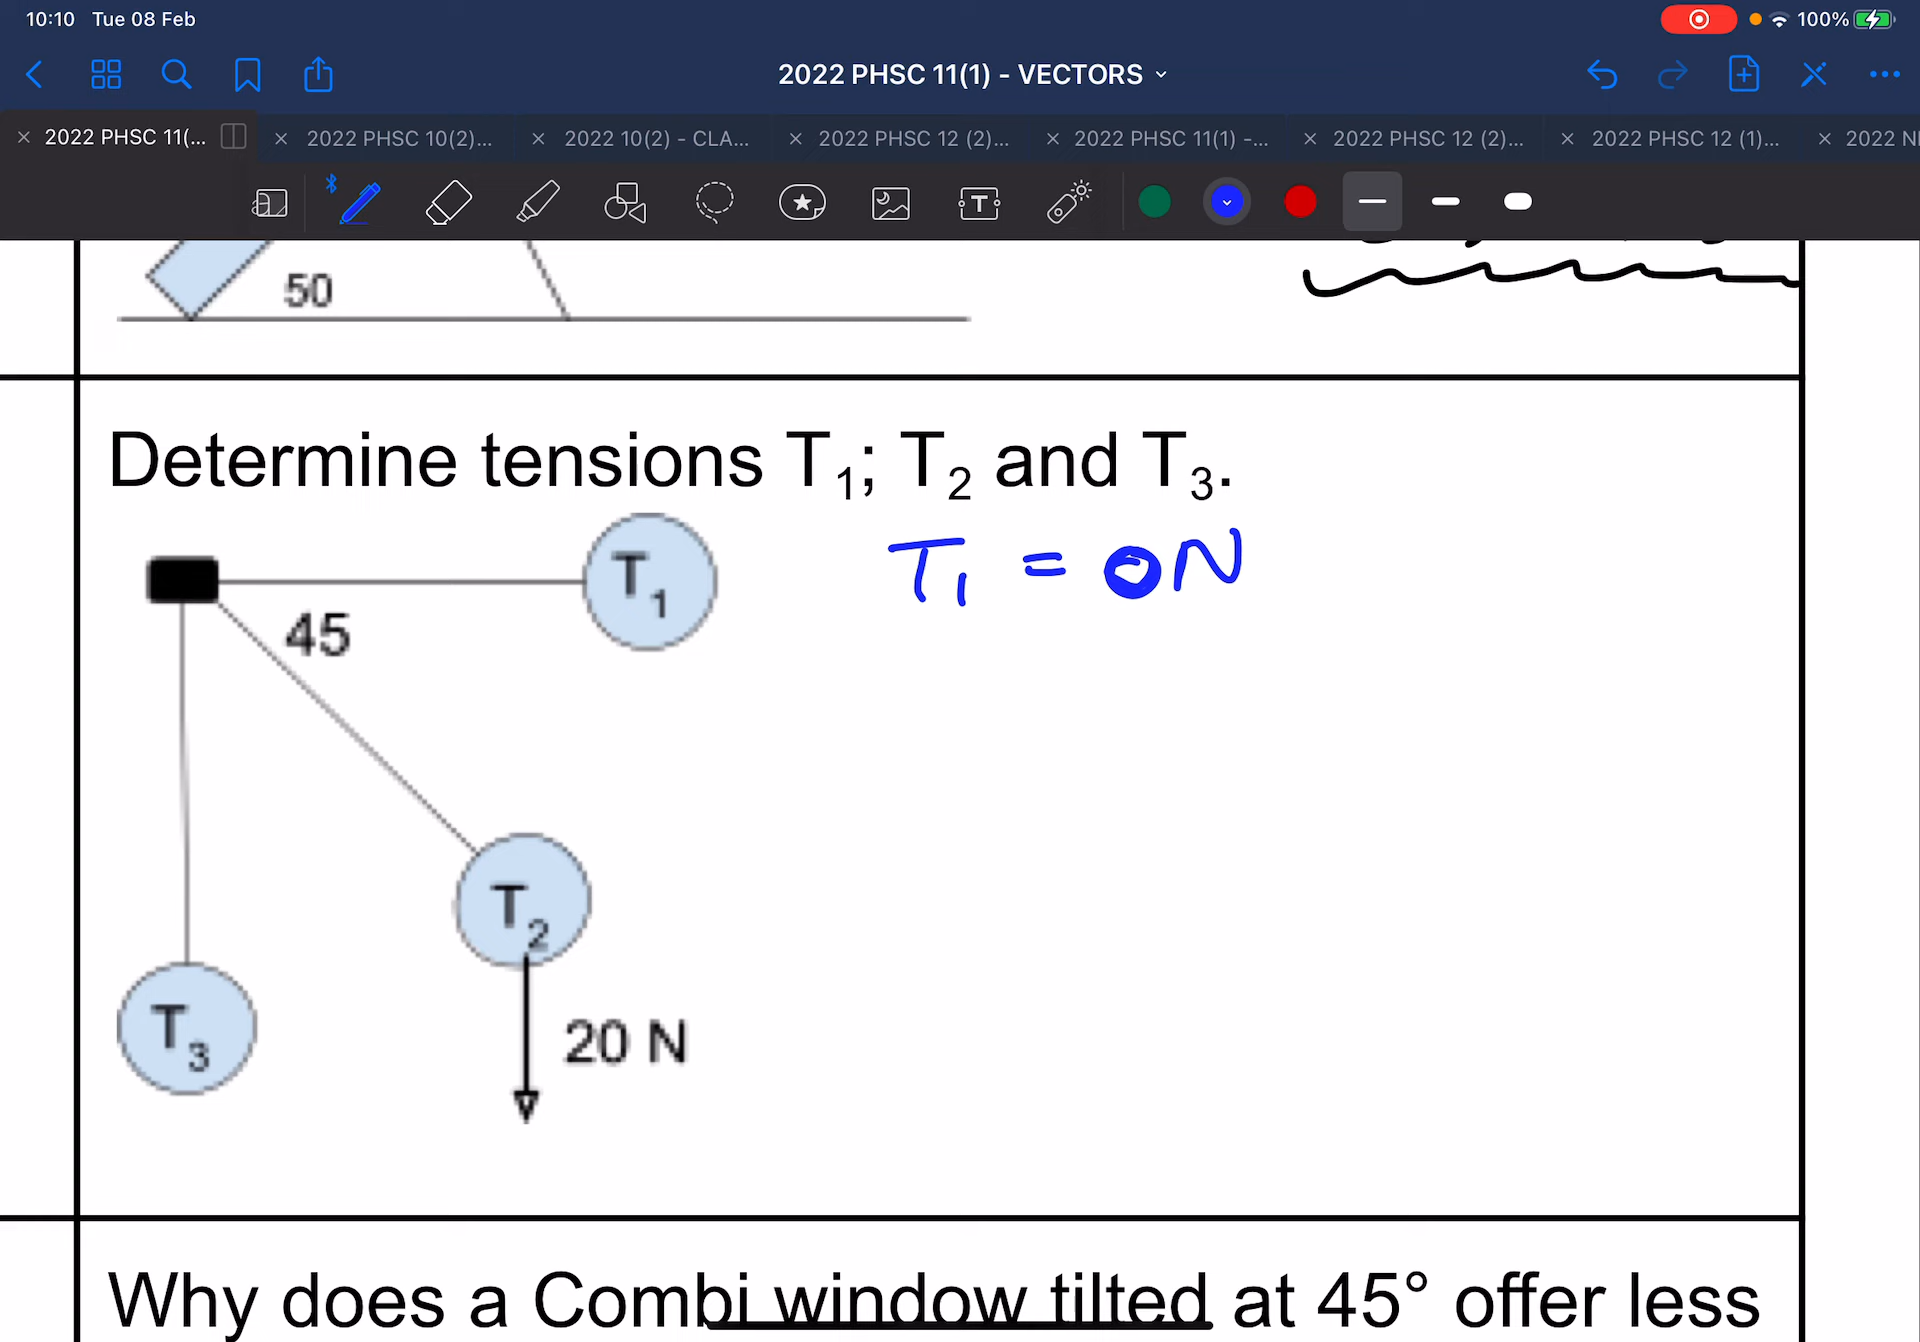 10:10 Tue 08 Feb 100%
2022 PHSC 11(1) - VECTORS
2022 PHSC 11(... 2022 PHSC 10(2)... 2022 10(2) - CLA... 2022 PHSC 12 (2)... 2022 PHSC 11(1) -... 2022 PHSC 12 (2)... 2022 PHSC 12 (1)... 2022 N
T
50
Determine tensions T₁; T₂ and T₃.
T₁ = 0N
T₁
45
T₂
T₃
20 N
Why does a Combi window tilted at 45° offer less